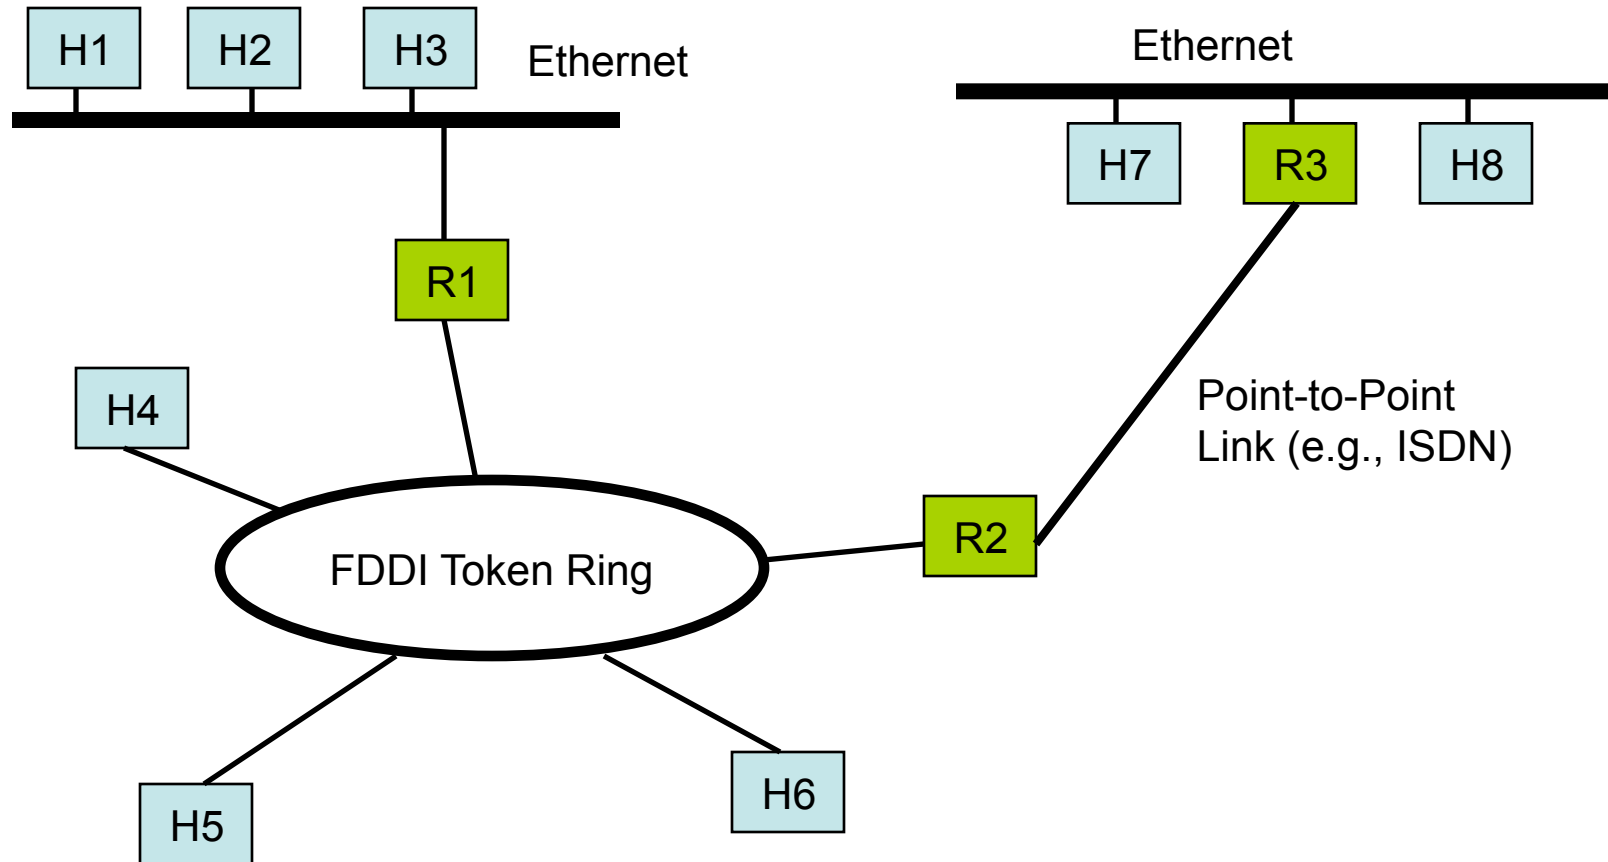 H1
H2
H3
Ethernet
Ethernet
H7
R3
H8
R1
H4
Point-to-Point
Link (e.g., ISDN)
R2
FDDI Token Ring
H6
H5